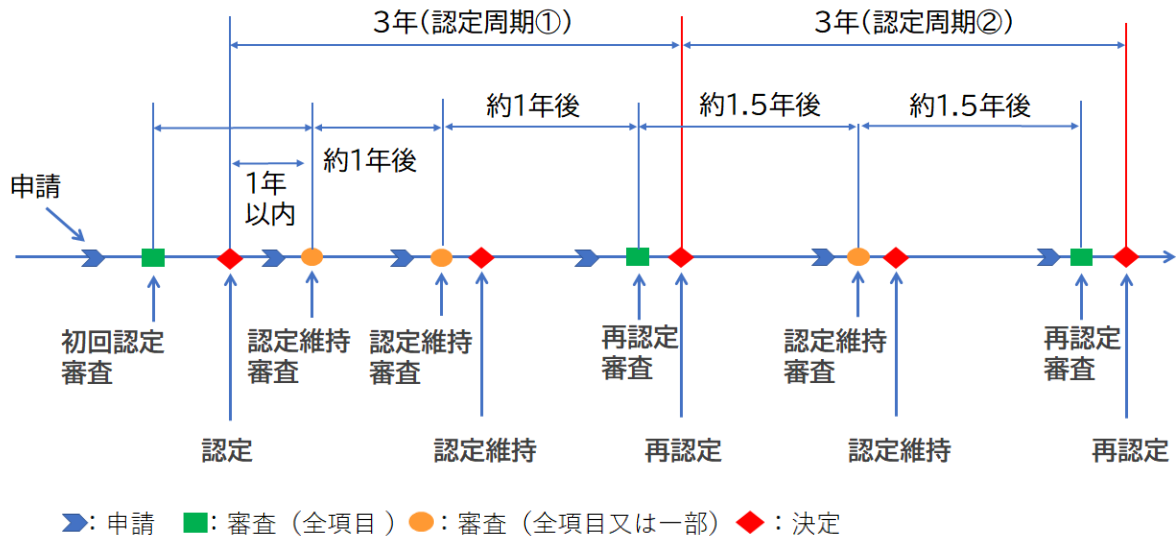 3年(認定周期①)
3年(認定周期②)
約1年後
約1.5年後
約1.5年後
約1年後
1年
以内
申請
初回認定
審査
認定維持
審査
認定維持
審査
再認定
審査
認定維持
審査
再認定
審査
認定
認定維持
再認定
認定維持
再認定
：申請
：審査（全項目）
：審査（全項目又は一部）
：決定